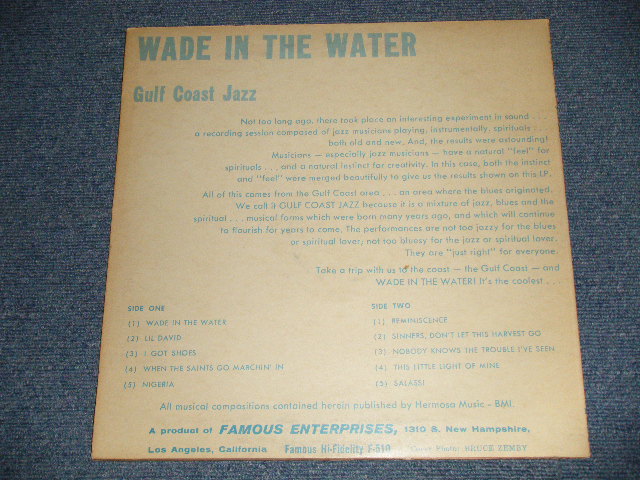 WADE IN THE WATER
Gulf Coast Jazz
Not too long ago, there took place an interesting experiment in sound . . .
a recording session composed of jazz musicians playing, instrumentally, spirituals . . .
both old and new. And, the results were astounding!
Musicians — especially jazz musicians — have a natural "feel" for
spirituals . . . and a natural instinct for creativity. In this case, both the instinct
and "feel" were merged beautifully to give us the results shown on this LP.
All of this comes from the Gulf Coast area . . . an area where the blues originated.
We call it GULF COAST JAZZ because it is a mixture of jazz, blues and the
spiritual . . . musical forms which were born many years ago, and which will continue
to flourish for years to come. The performances are not too jazzy for the blues
or spiritual lover; not too bluesy for the jazz or spiritual lover.
They are "just right" for everyone.
Take a trip with us to the coast — the Gulf Coast — and
WADE IN THE WATER! It's the coolest . . .
SIDE ONE
(1) WADE IN THE WATER
(2) LIL DAVID
(3) I GOT SHOES
(4) WHEN THE SAINTS GO MARCHIN' IN
(5) NIGERIA
SIDE TWO
(1) REMINISCENCE
(2) SINNERS, DON'T LET THIS HARVEST GO
(3) NOBODY KNOWS THE TROUBLE I'VE SEEN
(4) THIS LITTLE LIGHT OF MINE
(5) SALASSI
All musical compositions contained herein published by Hermosa Music - BMI.
A product of FAMOUS ENTERPRISES, 1310 S. New Hampshire,
Los Angeles, California Famous Hi-Fidelity F-510 Cover Photo: BRUCE ZEMBY